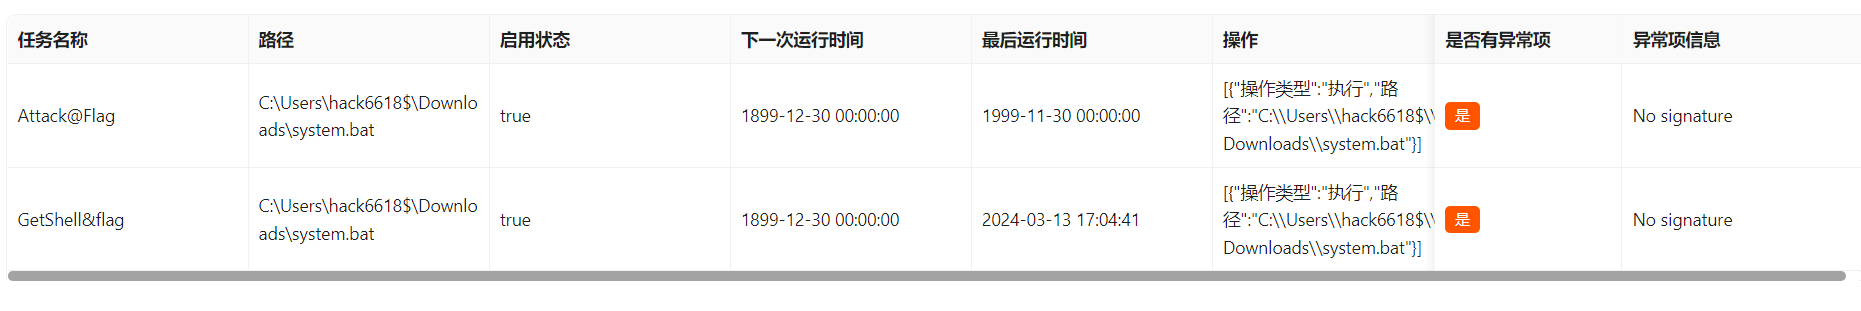 任务名称 路径 启用状态 下一次运行时间 最后运行时间 操作 是否有异常项 异常项信息
Attack@Flag
C:\Users\hack6618$\Downlo
ads\system.bat
true
1899-12-30 00:00:00
1999-11-30 00:00:00
[{"操作类型":"执行","路
径":"C:\\Users\\hack6618$\\
Downloads\\system.bat"}]
是
No signature
GetShell&flag
C:\Users\hack6618$\Downlo
ads\system.bat
true
1899-12-30 00:00:00
2024-03-13 17:04:41
[{"操作类型":"执行","路
径":"C:\\Users\\hack6618$\\
Downloads\\system.bat"}]
是
No signature